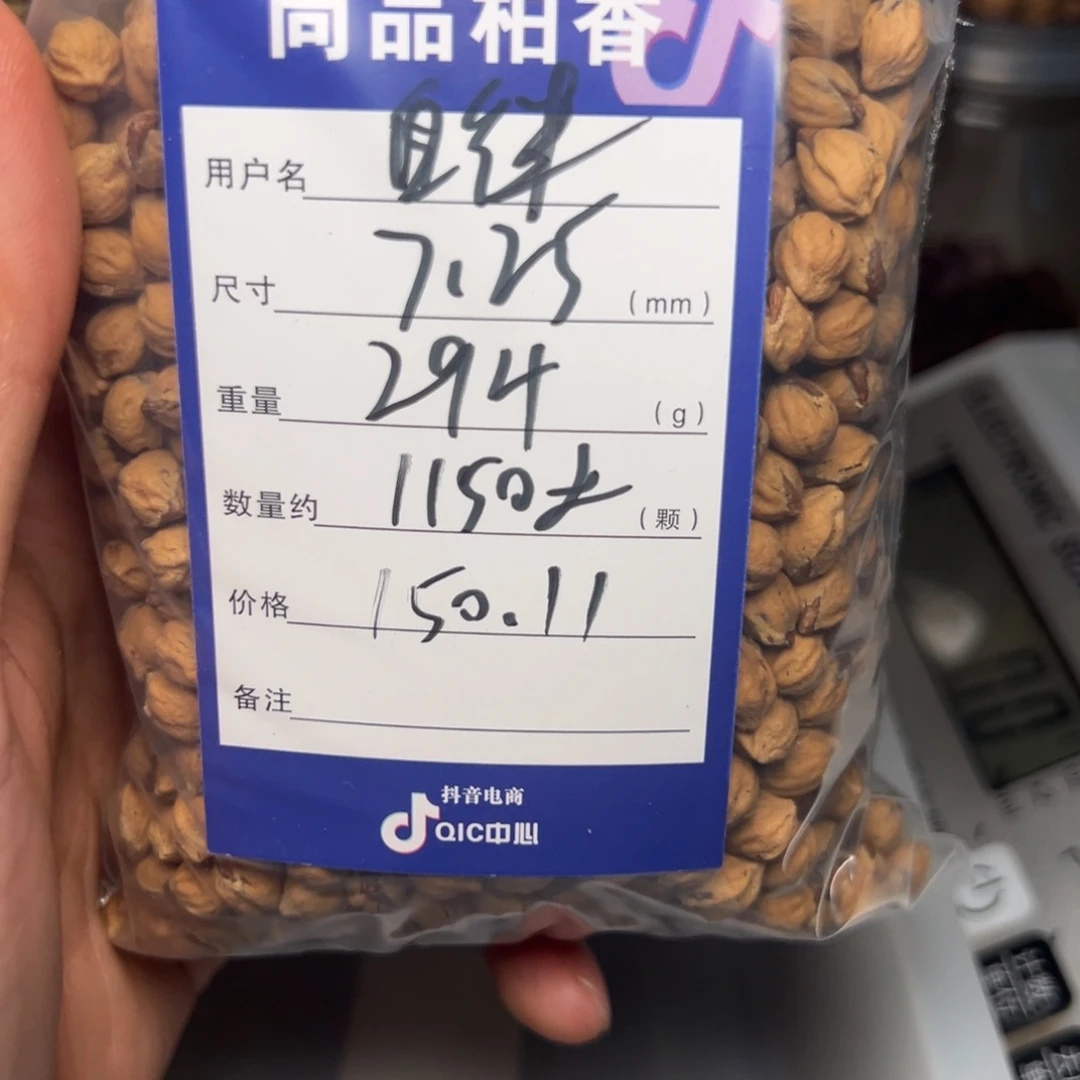 尚品柏香
用户名
尺寸 7.25 (mm)
重量 294 (g)
数量约 1150 (颗)
价格 150.11
备注
抖音电商
QIC中心